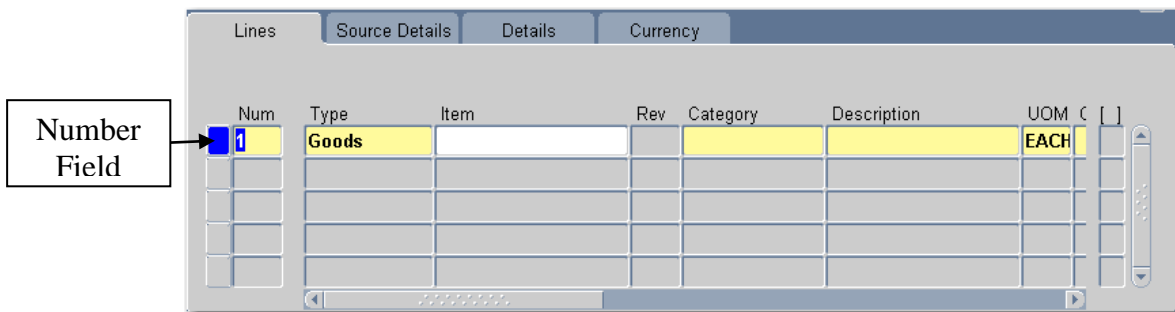 Lines Source Details Details Currency
Number
Field
Num Type Item Rev Category Description UOM [ ]
1 Goods EACH